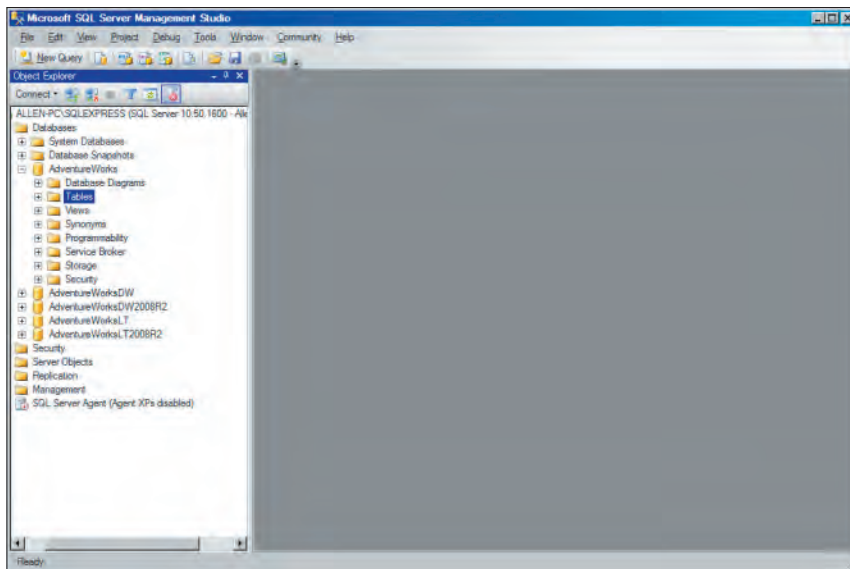 Microsoft SQL Server Management Studio
File Edit View Project Debug Tools Window Community Help
New Query
Object Explorer
Connect
ALLEN-PC\SQLEXPRESS (SQL Server 10.50.1600 - Alle
Databases
System Databases
Database Snapshots
AdventureWorks
Database Diagrams
Tables
Views
Synonyms
Programmability
Service Broker
Storage
Security
AdventureWorksDW
AdventureWorksDW2008R2
AdventureWorksLT
AdventureWorksLT2008R2
Security
Server Objects
Replication
Management
SQL Server Agent (Agent XPs disabled)
Ready